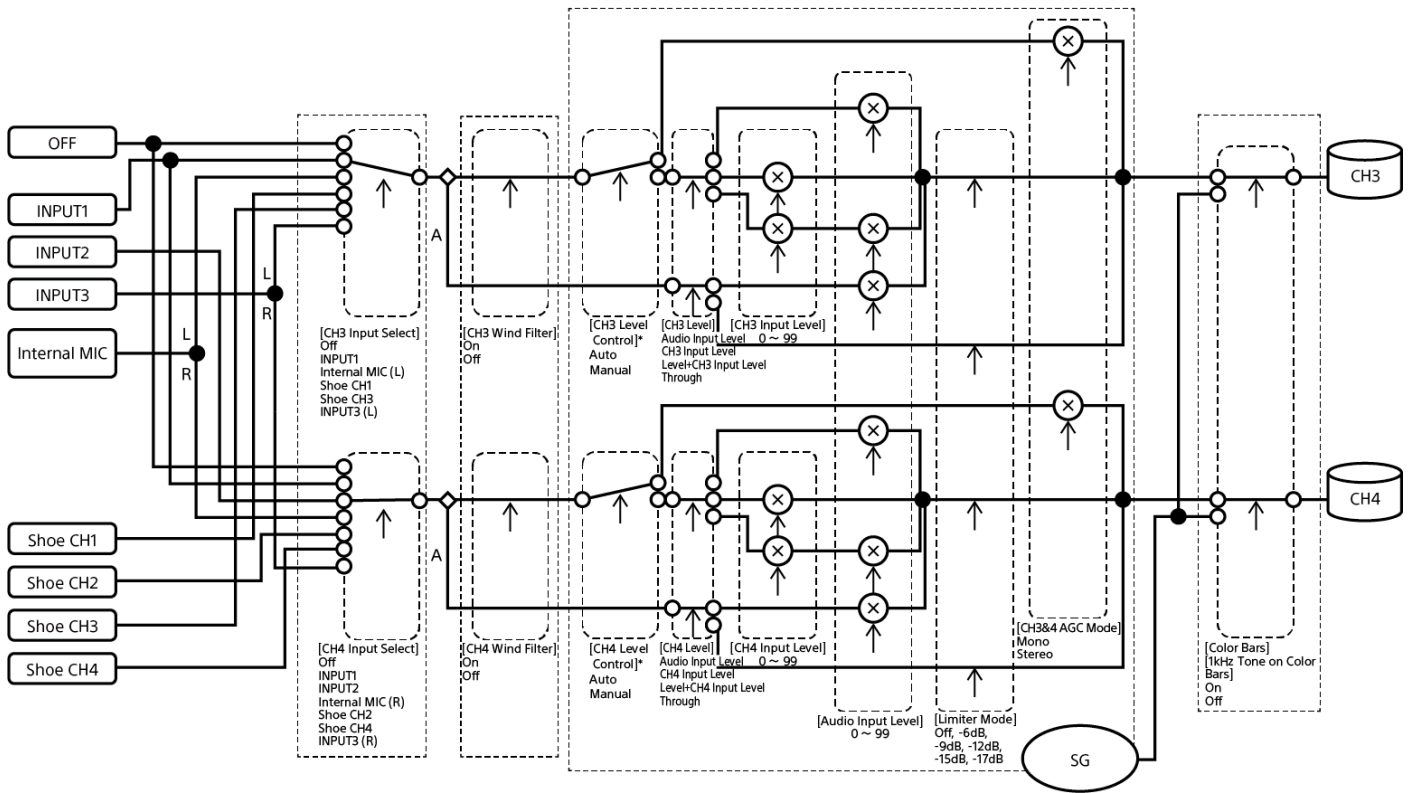 OFF
INPUT1
INPUT2
INPUT3
Internal MIC
L
R
L
R
A
CH3
[CH3 Input Select]
Off
INPUT1
Internal MIC (L)
Shoe CH1
Shoe CH3
INPUT3 (L)
[CH3 Wind Filter]
On
Off
[CH3 Level
Control]*
Auto
Manual
[CH3 Level]
Audio Input Level
CH3 Input Level
Level+CH3 Input Level
Through
[CH3 Input Level]
0 ~ 99
Shoe CH1
Shoe CH2
Shoe CH3
Shoe CH4
A
CH4
[CH4 Input Select]
Off
INPUT1
INPUT2
Internal MIC (R)
Shoe CH2
Shoe CH4
INPUT3 (R)
[CH4 Wind Filter]
On
Off
[CH4 Level
Control]*
Auto
Manual
[CH4 Level]
Audio Input Level
CH4 Input Level
Level+CH4 Input Level
Through
[CH4 Input Level]
0 ~ 99
[Audio Input Level]
0 ~ 99
[Limiter Mode]
Off, -6dB,
-9dB, -12dB,
-15dB, -17dB
[CH3&4 AGC Mode]
Mono
Stereo
SG
[Color Bars]
[1kHz Tone on Color
Bars]
On
Off